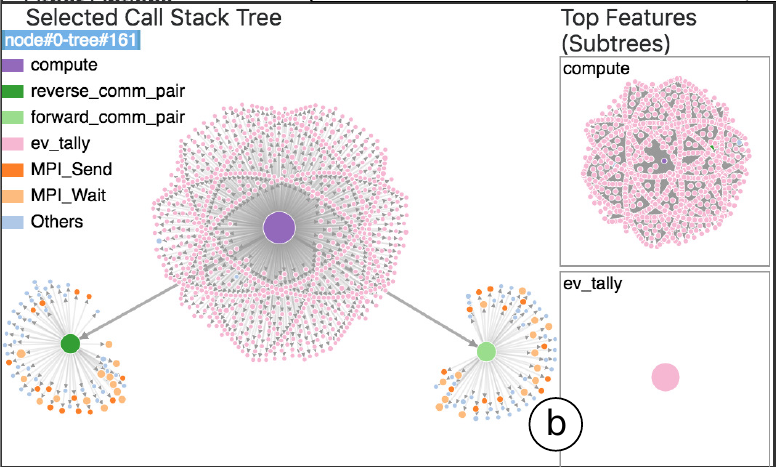 Selected Call Stack Tree
node#0-tree#161
compute
reverse_comm_pair
forward_comm_pair
ev_tally
MPI_Send
MPI_Wait
Others
Top Features
(Subtrees)
compute
ev_tally
b